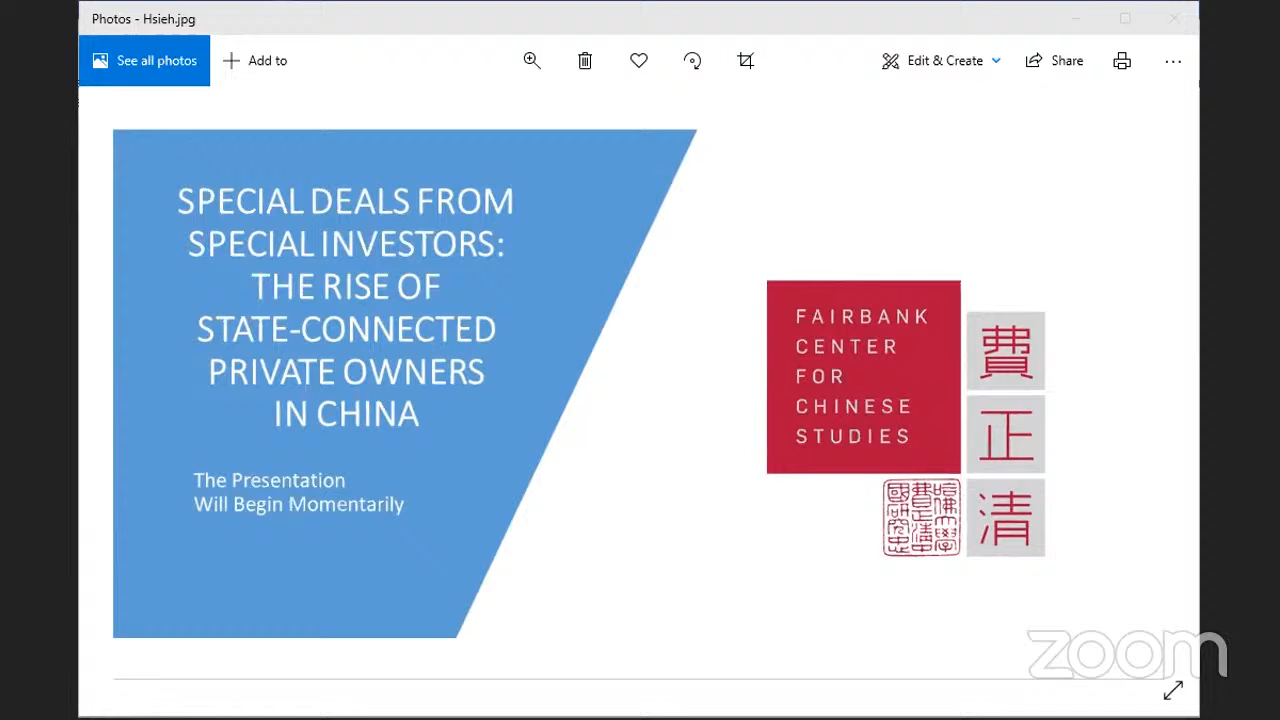 Photos - Hsieh.jpg
See all photos
Add to
Edit & Create
Share
SPECIAL DEALS FROM
SPECIAL INVESTORS:
THE RISE OF
STATE-CONNECTED
PRIVATE OWNERS
IN CHINA
The Presentation
Will Begin Momentarily
FAIRBANK
CENTER
FOR
CHINESE
STUDIES
費
正
清
zoom